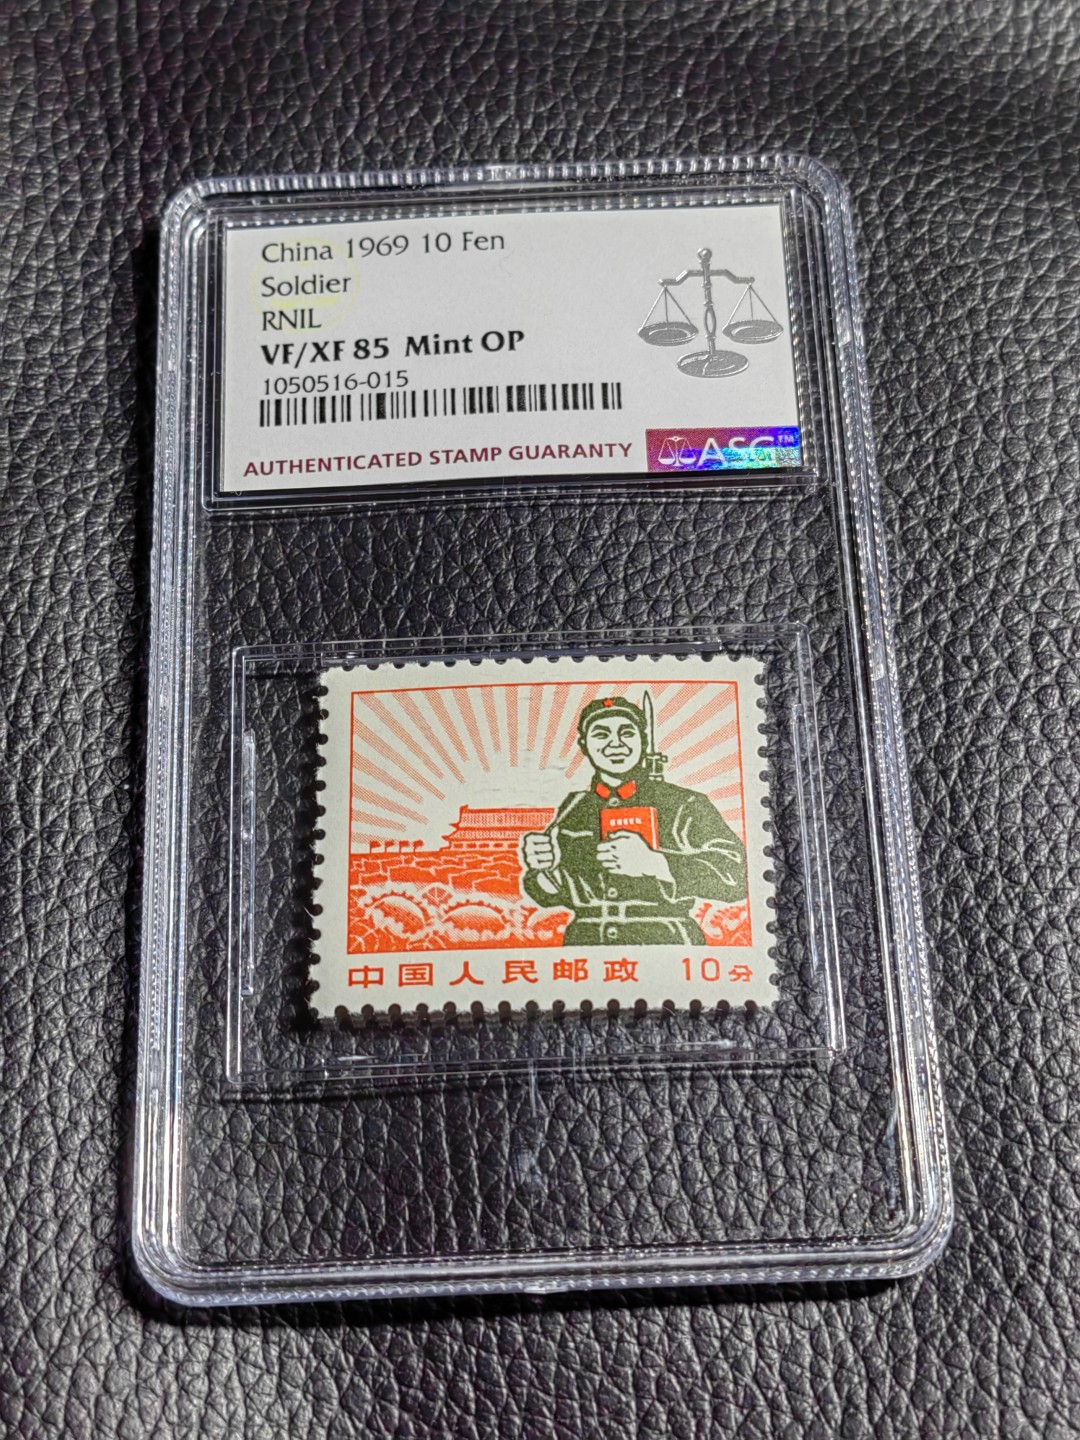 China 1969 10 Fen
Soldier
RNIL
VF/XF 85 Mint OP
1050516-015
AUTHENTICATED STAMP GUARANTY
ASG™
中国人民邮政 10分